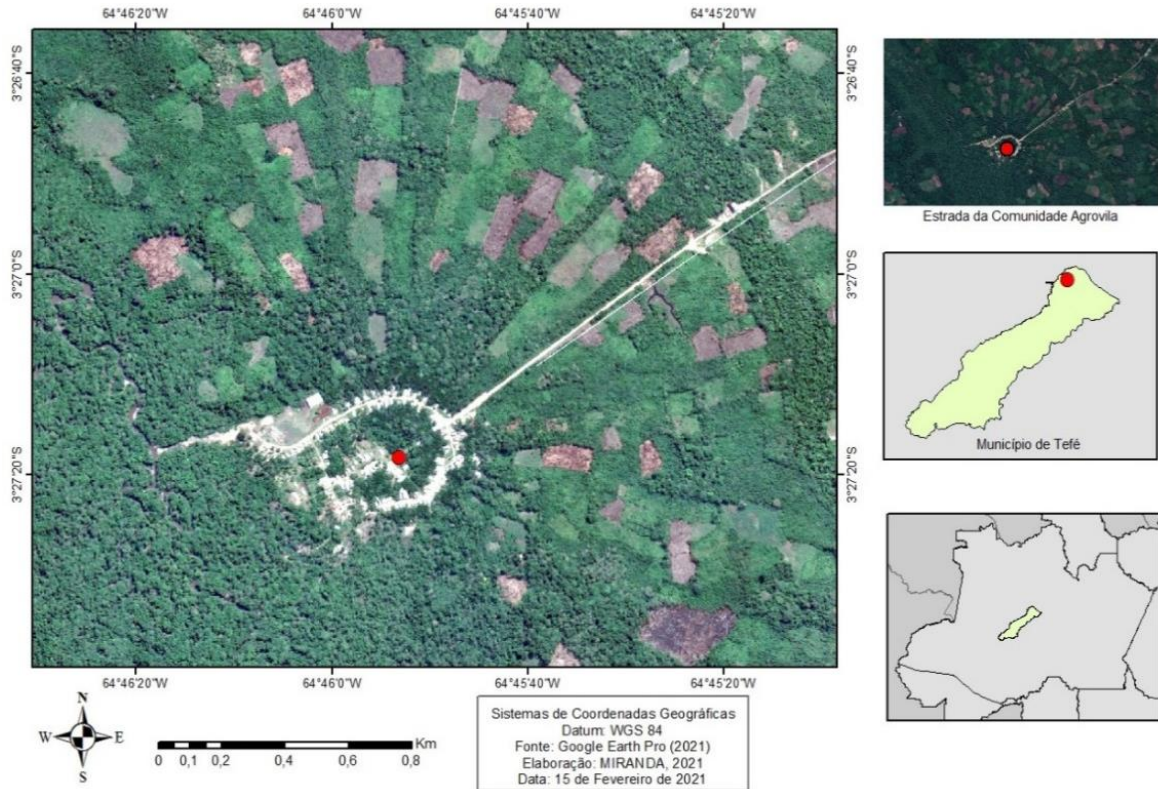 64°46'20"W 64°46'0"W 64°45'40"W 64°45'20"W
3°26'40"S 3°26'40"S
3°27'0"S 3°27'0"S
3°27'20"S 3°27'20"S
64°46'20"W 64°46'0"W 64°45'40"W 64°45'20"W
Estrada da Comunidade Agrovila
Município de Tefé
N
W E
S
Km
0 0,1 0,2 0,4 0,6 0,8
Sistemas de Coordenadas Geográficas
Datum: WGS 84
Fonte: Google Earth Pro (2021)
Elaboração: MIRANDA, 2021
Data: 15 de Fevereiro de 2021